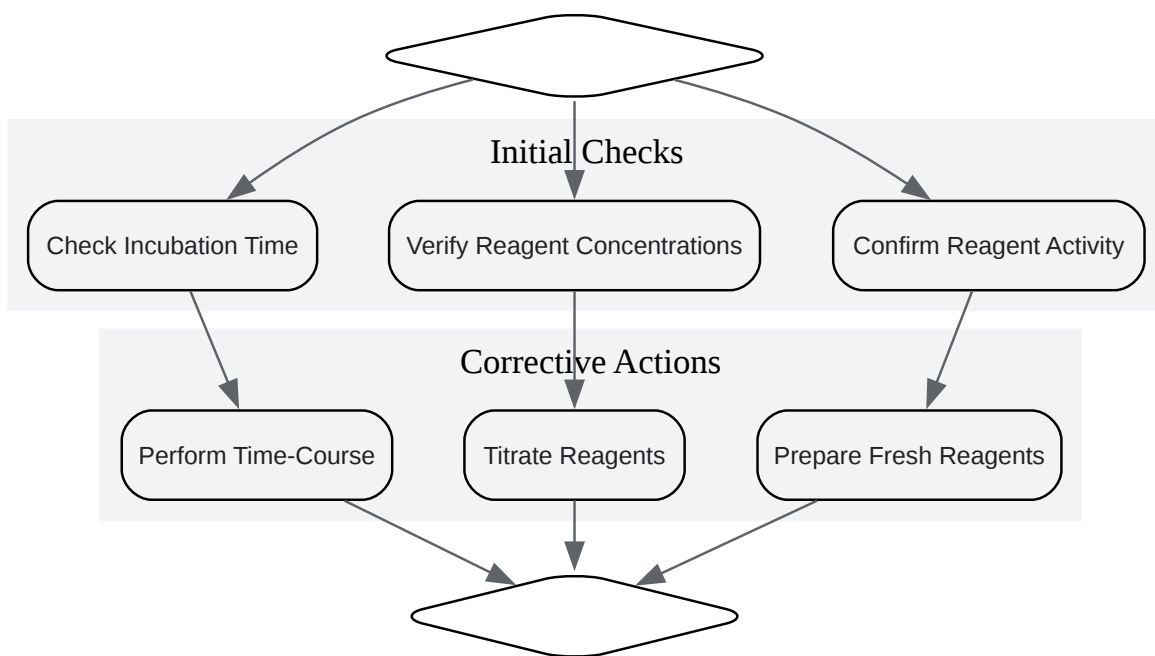 Initial Checks
Check Incubation Time
Verify Reagent Concentrations
Confirm Reagent Activity
Corrective Actions
Perform Time-Course
Titrate Reagents
Prepare Fresh Reagents